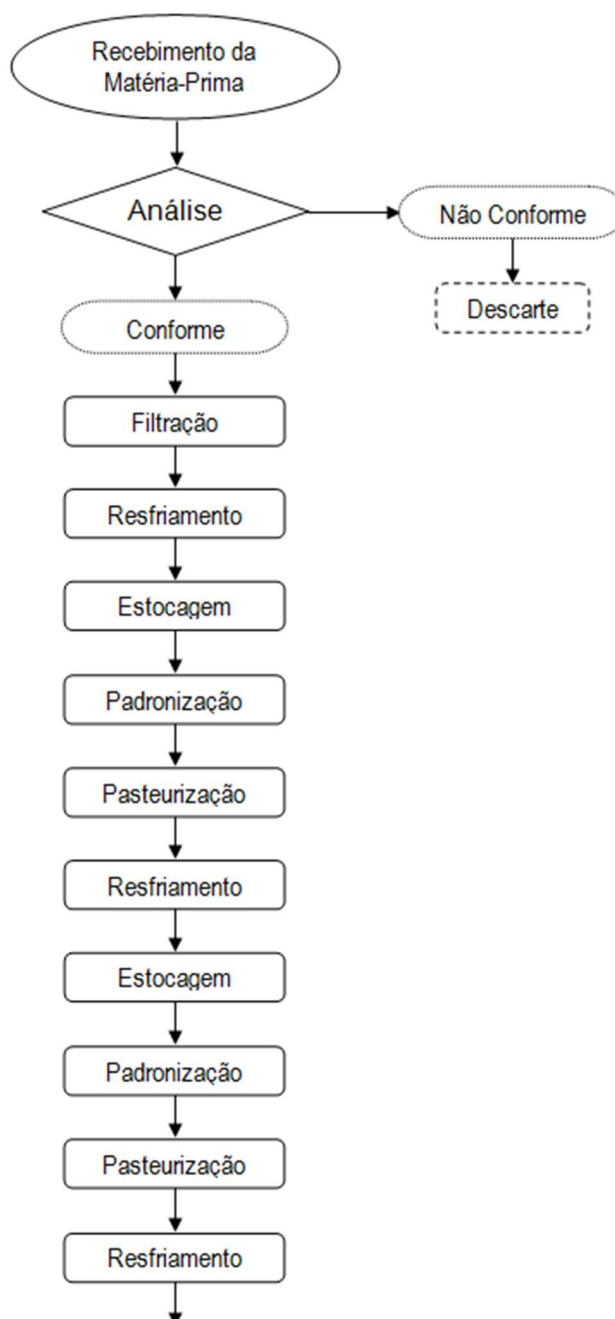 Recebimento da
Matéria-Prima
Análise
Não Conforme
Descarte
Conforme
Filtração
Resfriamento
Estocagem
Padronização
Pasteurização
Resfriamento
Estocagem
Padronização
Pasteurização
Resfriamento